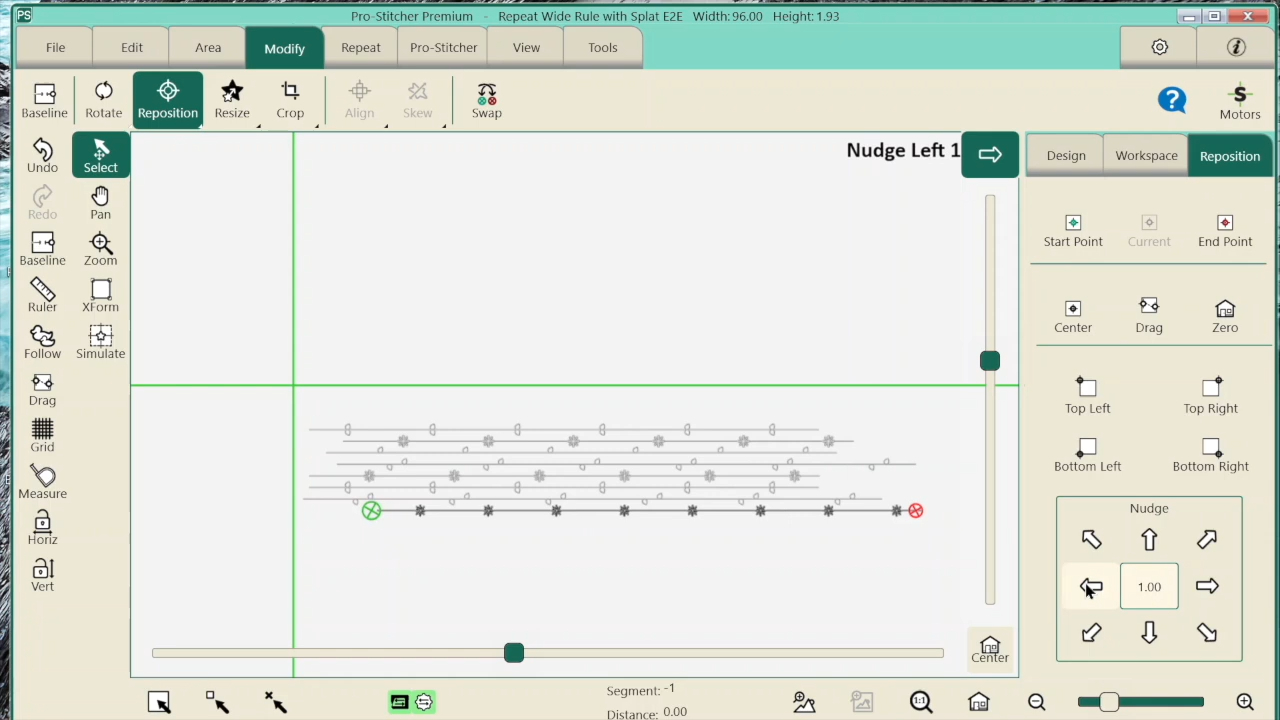 PS
Pro-Stitcher Premium - Repeat Wide Rule with Splat E2E Width: 96.00 Height: 1.93
File Edit Area Modify Repeat Pro-Stitcher View Tools
Baseline Rotate Reposition Resize Crop Align Skew Swap Motors
Undo Select
Redo Pan
Baseline Zoom
Ruler XForm
Follow Simulate
Drag
Grid
Measure
Horiz
Vert
Nudge Left 1
Center
Design Workspace Reposition
Start Point Current End Point
Center Drag Zero
Top Left Top Right
Bottom Left Bottom Right
Nudge
1.00
Segment: -1
Distance: 0.00
1:1